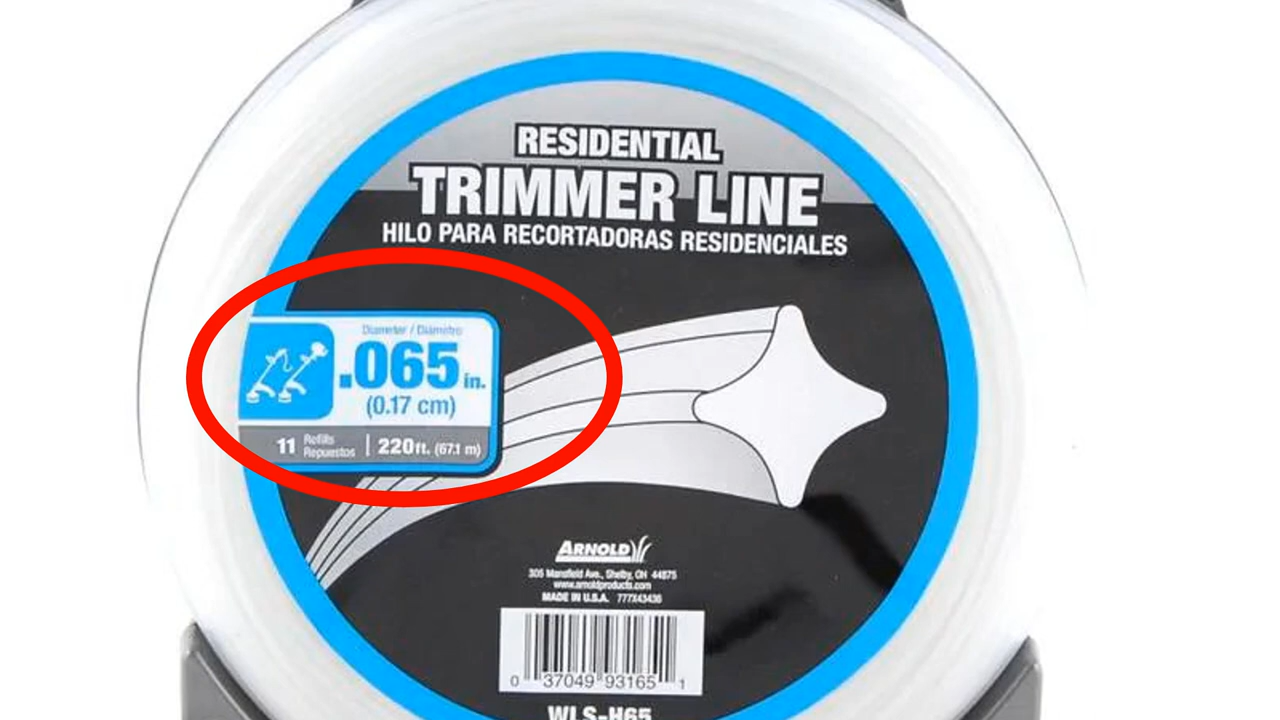 RESIDENTIAL
TRIMMER LINE
HILO PARA RECORTADORAS RESIDENCIALES
Diameter / Diámetro
.065 in.
(0.17 cm)
11 Refills
Repuestos
220ft. (67.1 m)
ARNOLD
305 Mansfield Ave., Shelby, OH 44875
www.arnoldproducts.com
MADE IN U.S.A. 777X43436
0 37049 93165 1
WLS-H65